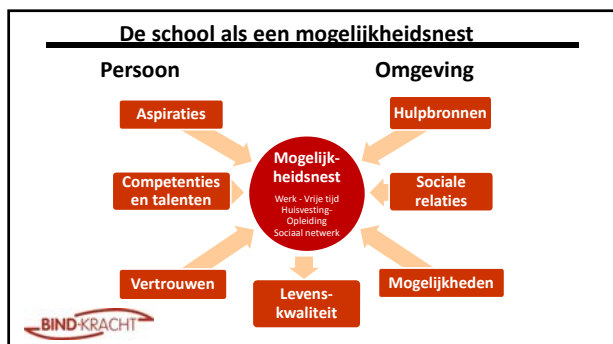 De school als een mogelijkheidsnest
Persoon
Omgeving
Aspiraties
Hulpbronnen
Mogelijk-
heidsnest
Werk - Vrije tijd
Huisvesting-
Opleiding
Sociaal netwerk
Competenties
en talenten
Sociale
relaties
Vertrouwen
Mogelijkheden
Levens-
kwaliteit
BIND-KRACHT